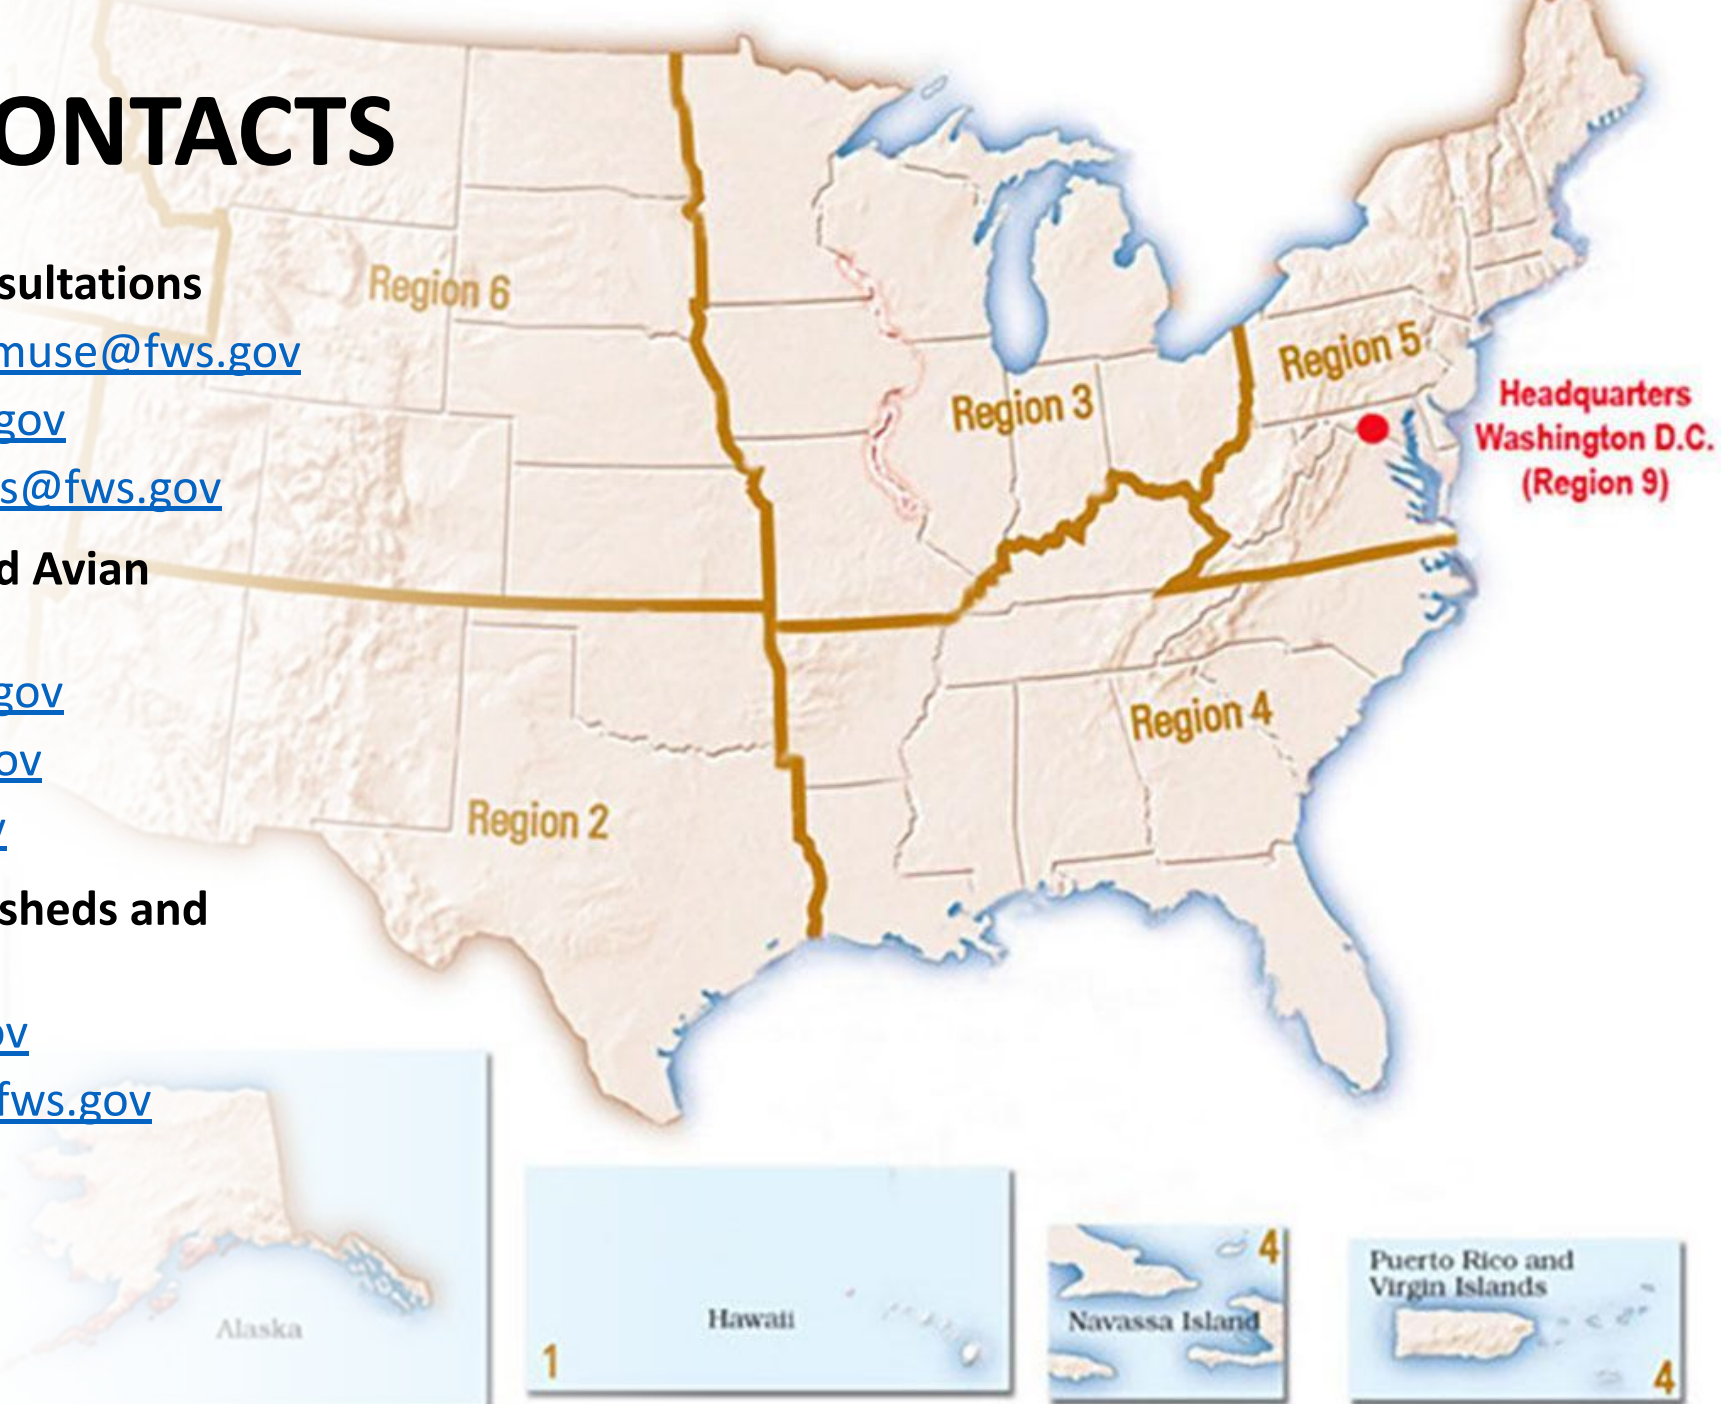 ONTACTS
sultations
muse@fws.gov
gov
s@fws.gov
d Avian
gov
ov
v
sheds and
ov
fws.gov
Region 6
Region 3
Region 5
Headquarters
Washington D.C.
(Region 9)
Region 4
Region 2
Alaska
Hawaii
1
4
Navassa Island
Puerto Rico and
Virgin Islands
4